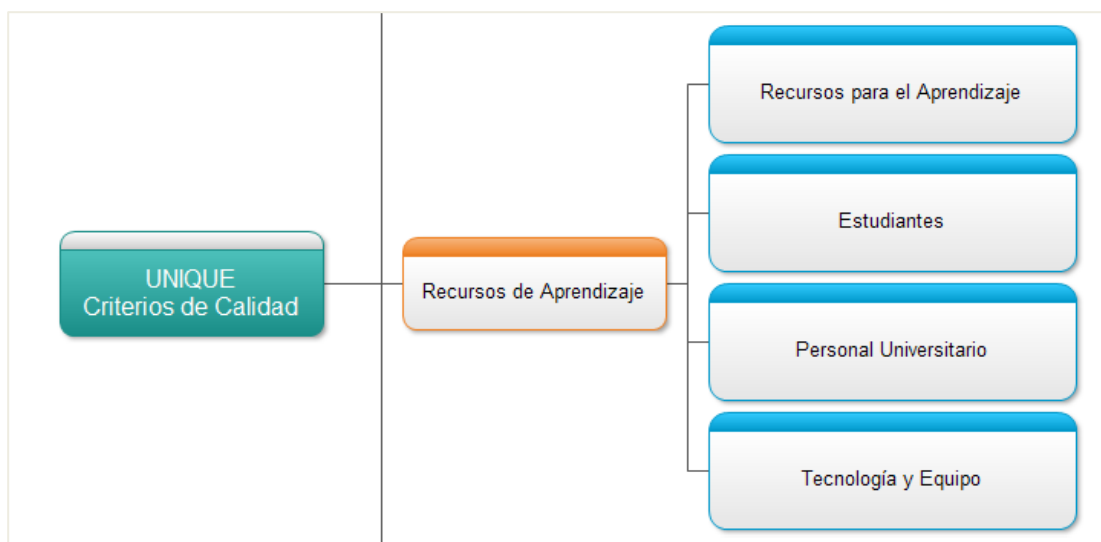 UNIQUE
Criterios de Calidad
Recursos de Aprendizaje
Recursos para el Aprendizaje
Estudiantes
Personal Universitario
Tecnología y Equipo